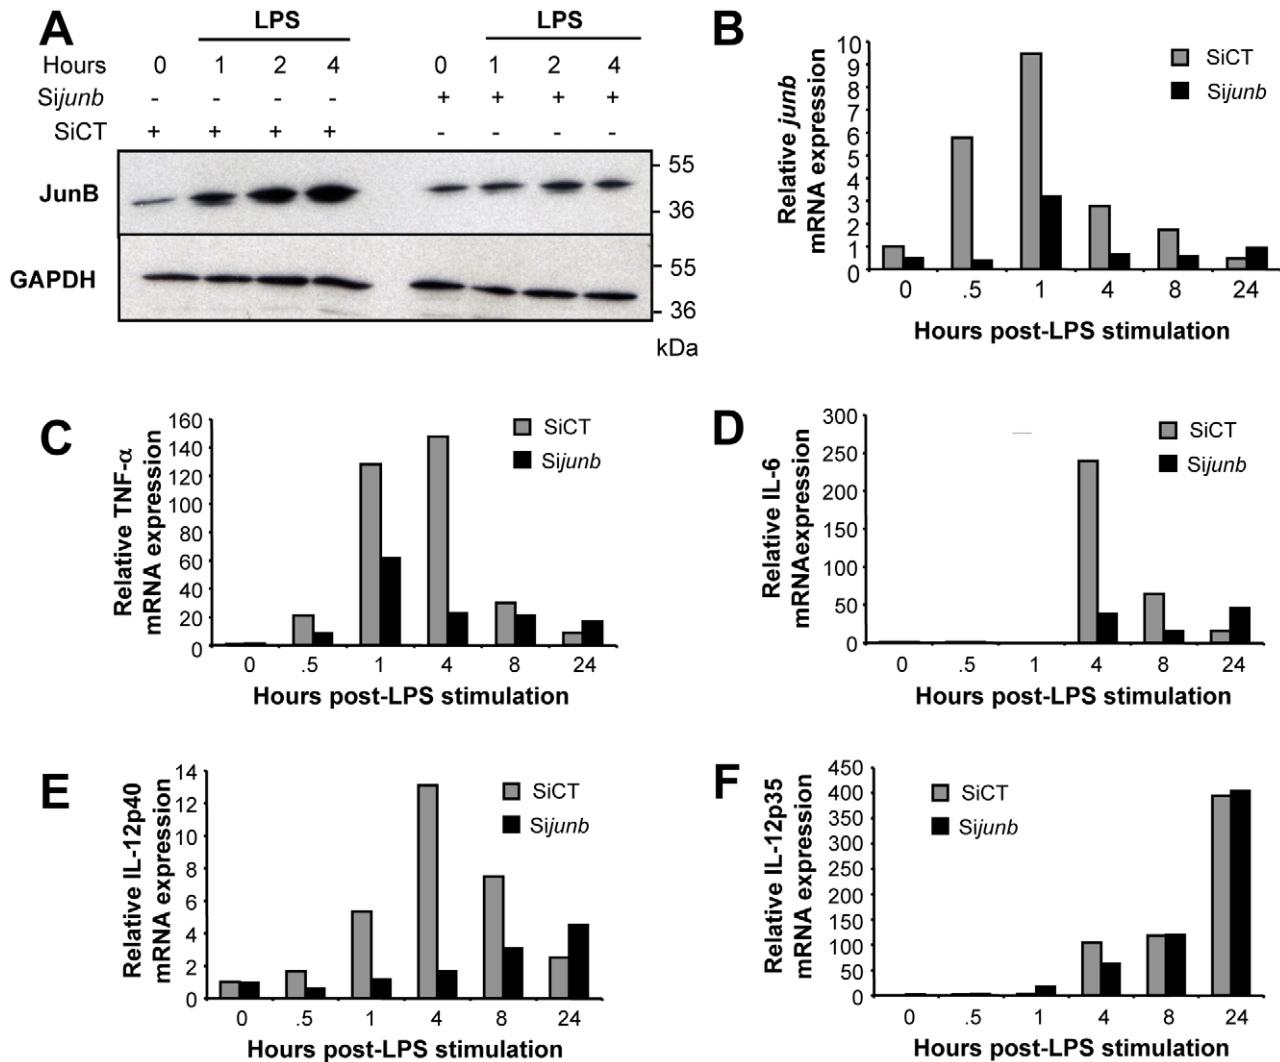 A
LPS LPS
Hours 0 1 2 4 0 1 2 4
Sijunb - - - - + + + +
SiCT + + + + - - - -
JunB
55
36
GAPDH
55
36
kDa
B
Relative junb
mRNA expression
10
9
8
7
6
5
4
3
2
1
0
SiCT
Sijunb
0 .5 1 4 8 24
Hours post-LPS stimulation
C
Relative TNF-α
mRNA expression
160
140
120
100
80
60
40
20
0
SiCT
Sijunb
0 .5 1 4 8 24
Hours post-LPS stimulation
D
Relative IL-6
mRNAexpression
300
250
200
150
100
50
0
SiCT
Sijunb
0 .5 1 4 8 24
Hours post-LPS stimulation
E
Relative IL-12p40
mRNA expression
14
12
10
8
6
4
2
0
SiCT
Sijunb
0 .5 1 4 8 24
Hours post-LPS stimulation
F
Relative IL-12p35
mRNA expression
450
400
350
300
250
200
150
100
50
0
SiCT
Sijunb
0 .5 1 4 8 24
Hours post-LPS stimulation